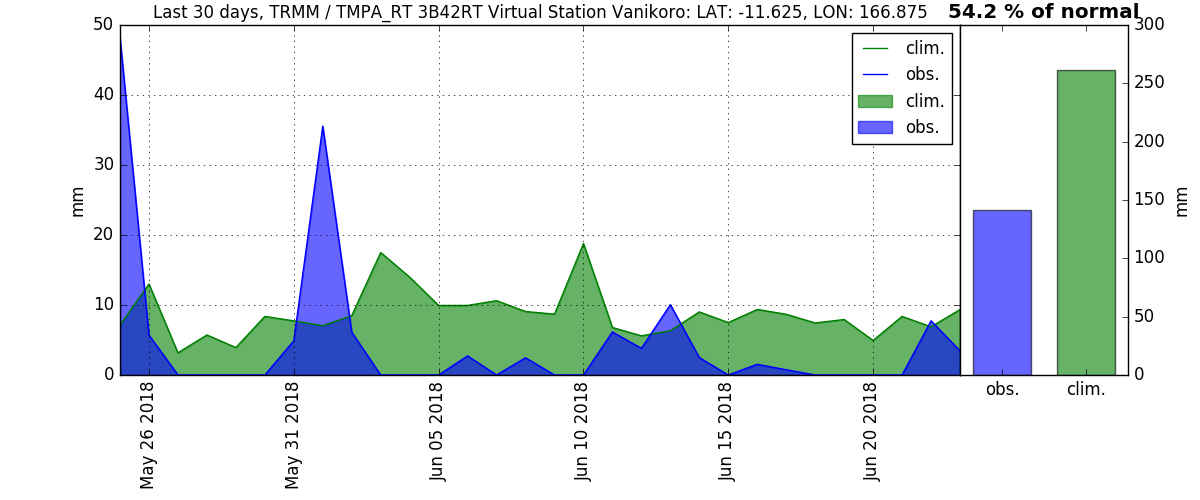 Last 30 days, TRMM / TMPA_RT 3B42RT Virtual Station Vanikoro: LAT: -11.625, LON: 166.875
54.2 % of normal
50
40
30
20
10
0
mm
clim.
obs.
clim.
obs.
May 26 2018
May 31 2018
Jun 05 2018
Jun 10 2018
Jun 15 2018
Jun 20 2018
300
250
200
150
100
50
0
mm
obs.
clim.